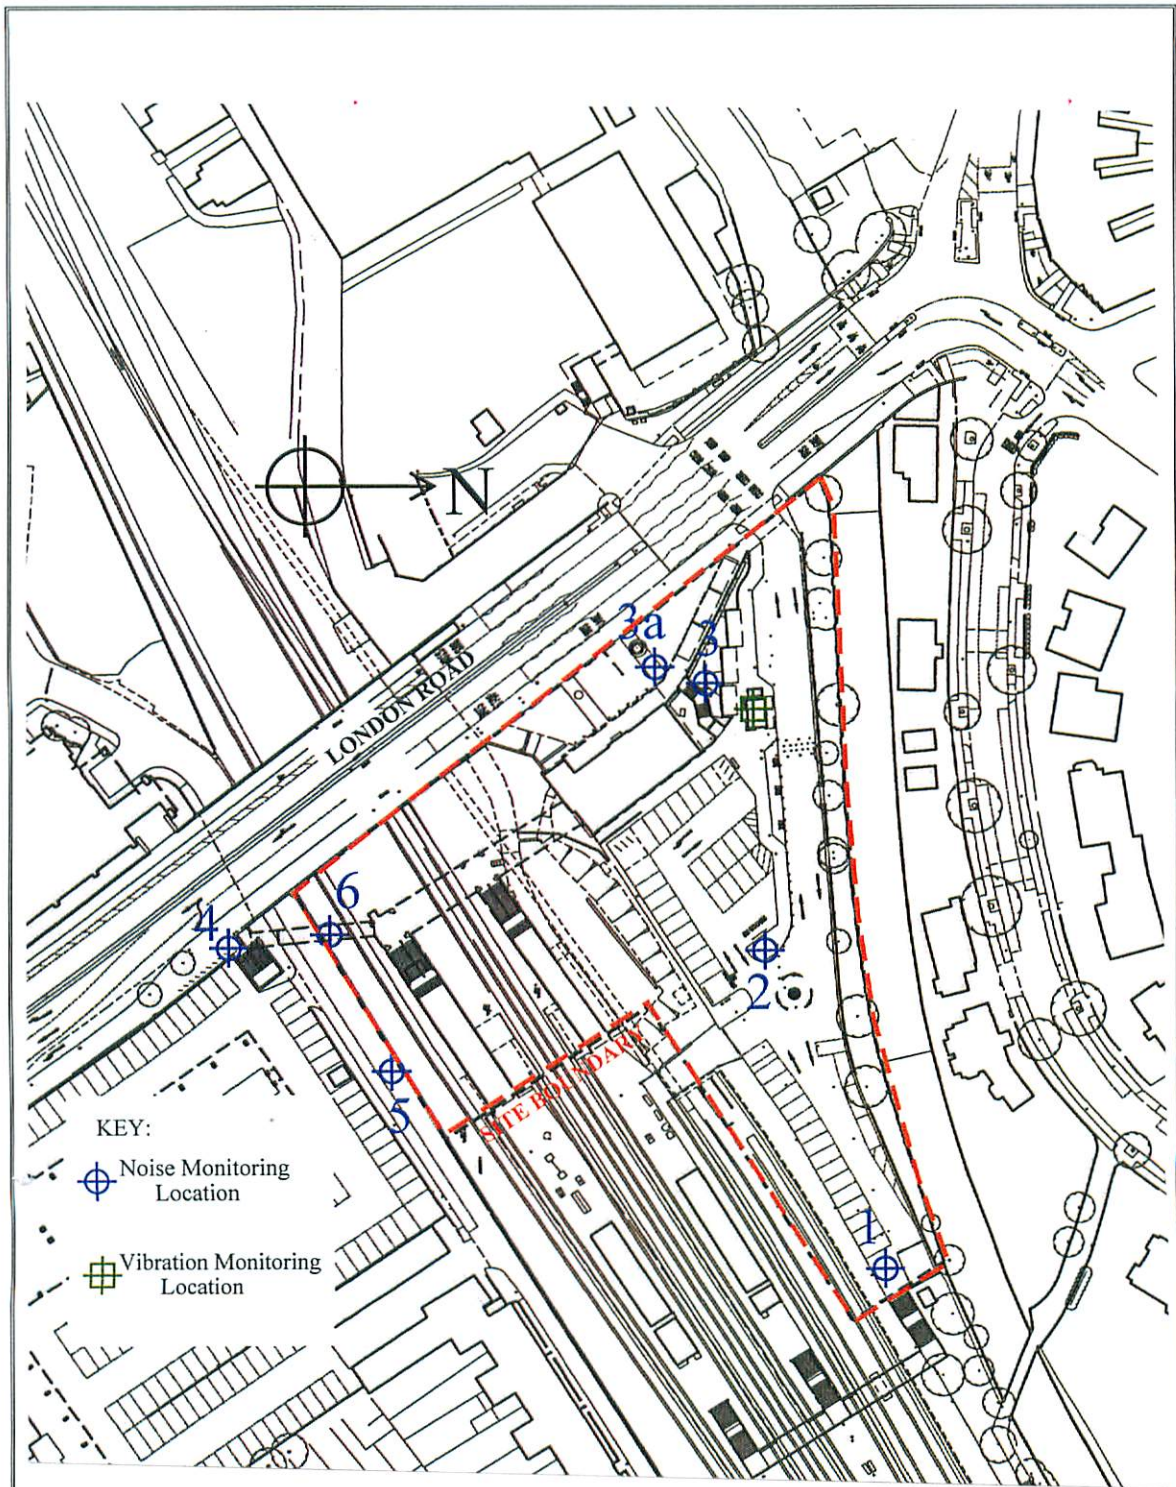 N
3a
3
LONDON ROAD
6
4
2
5
SITE BOUNDARY
1
KEY:
Noise Monitoring
Location
Vibration Monitoring
Location